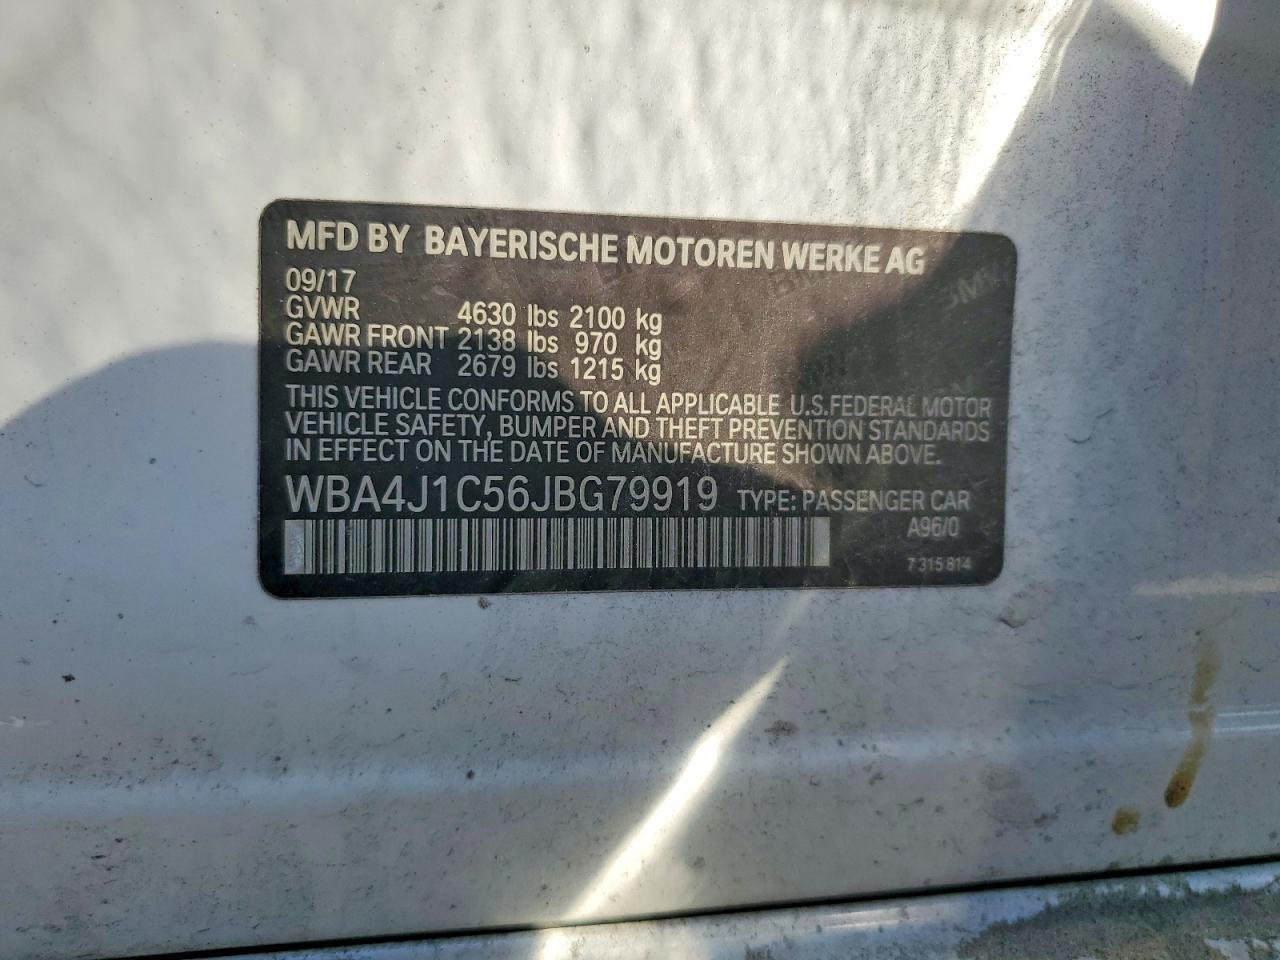 MFD BY BAYERISCHE MOTOREN WERKE AG
09/17
GVWR 4630 lbs 2100 kg
GAWR FRONT 2138 lbs 970 kg
GAWR REAR 2679 lbs 1215 kg
THIS VEHICLE CONFORMS TO ALL APPLICABLE U.S.FEDERAL MOTOR
VEHICLE SAFETY, BUMPER AND THEFT PREVENTION STANDARDS
IN EFFECT ON THE DATE OF MANUFACTURE SHOWN ABOVE.
WBA4J1C56JBG79919 TYPE: PASSENGER CAR
A96/0
7 315 814